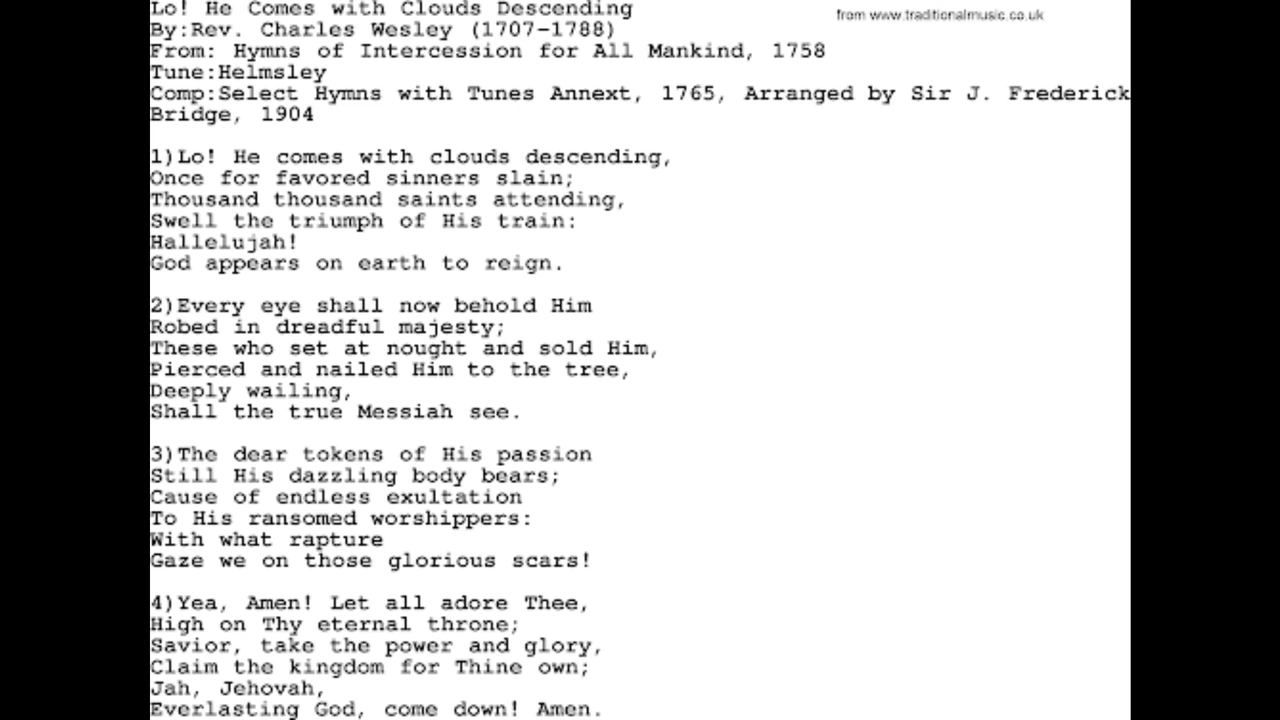 Lo! He Comes with Clouds Descending
from www.traditionalmusic.co.uk
By:Rev. Charles Wesley (1707-1788)
From: Hymns of Intercession for All Mankind, 1758
Tune:Helmsley
Comp:Select Hymns with Tunes Annext, 1765, Arranged by Sir J. Frederick
Bridge, 1904
1)Lo! He comes with clouds descending,
Once for favored sinners slain;
Thousand thousand saints attending,
Swell the triumph of His train:
Hallelujah!
God appears on earth to reign.
2)Every eye shall now behold Him
Robed in dreadful majesty;
These who set at nought and sold Him,
Pierced and nailed Him to the tree,
Deeply wailing,
Shall the true Messiah see.
3)The dear tokens of His passion
Still His dazzling body bears;
Cause of endless exultation
To His ransomed worshippers:
With what rapture
Gaze we on those glorious scars!
4)Yea, Amen! Let all adore Thee,
High on Thy eternal throne;
Savior, take the power and glory,
Claim the kingdom for Thine own;
Jah, Jehovah,
Everlasting God, come down! Amen.